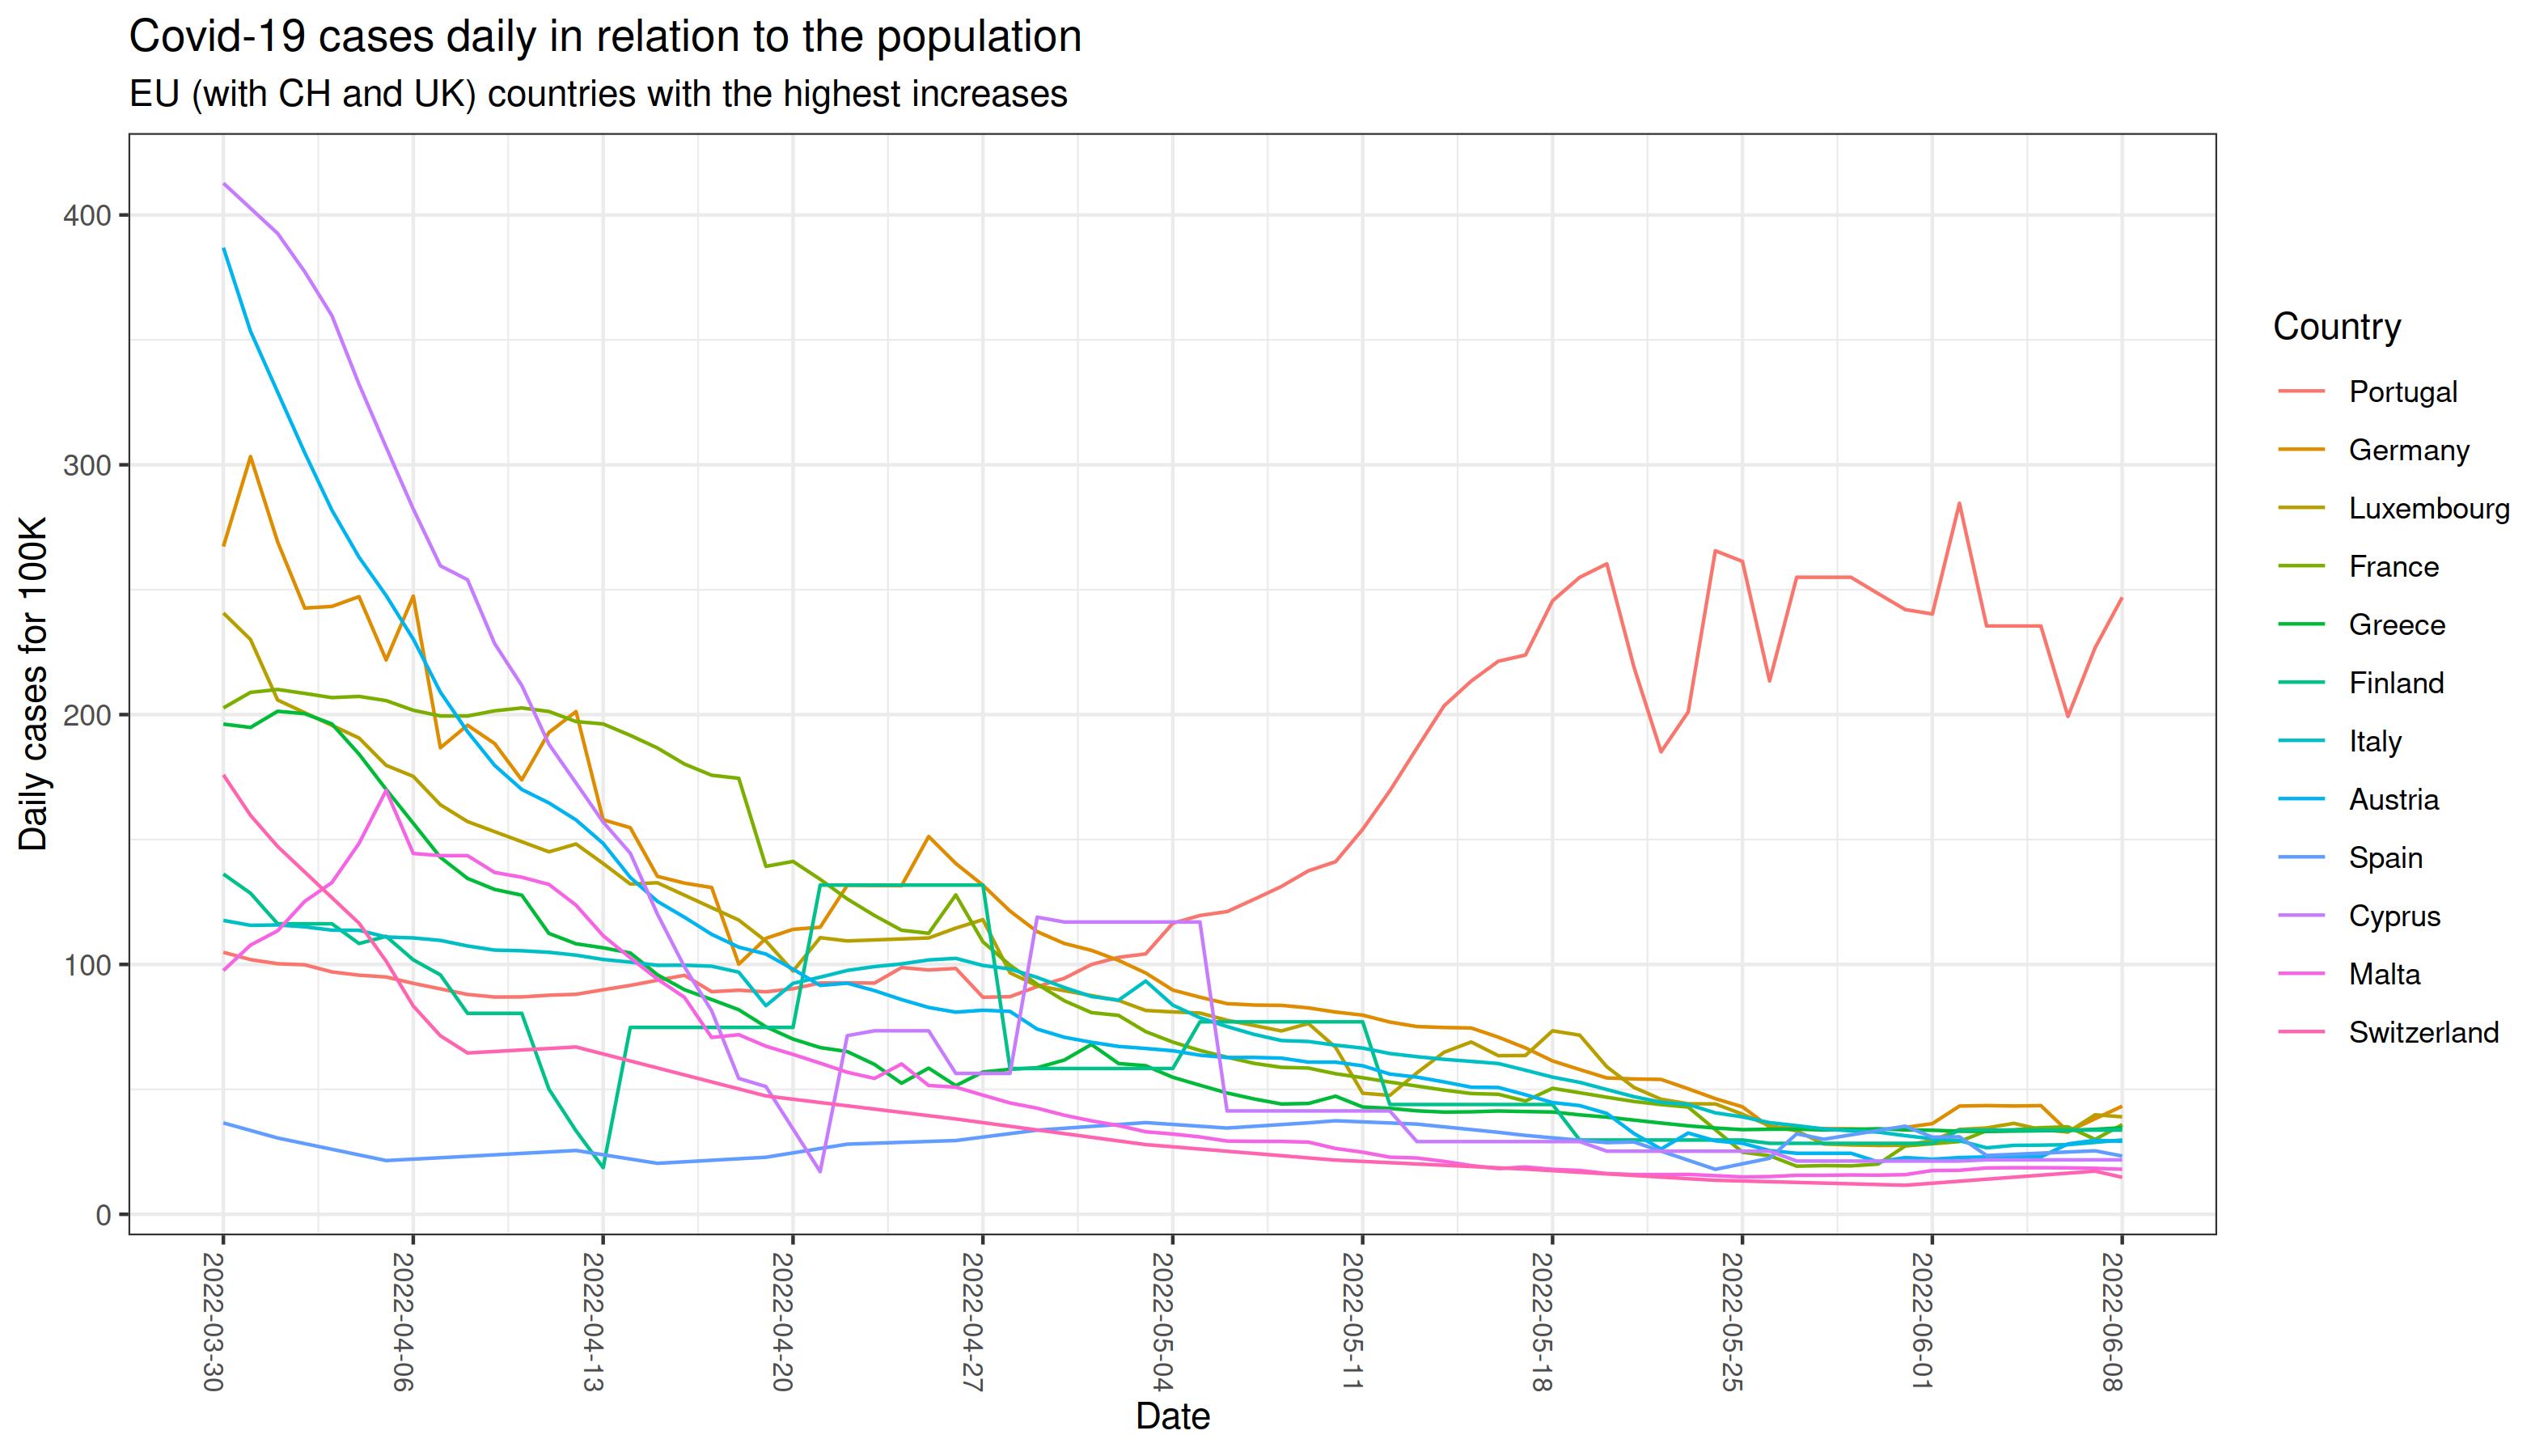 Covid-19 cases daily in relation to the population
EU (with CH and UK) countries with the highest increases
Daily cases for 100K
400
300
200
100
0
2022-03-30
2022-04-06
2022-04-13
2022-04-20
2022-04-27
2022-05-04
2022-05-11
2022-05-18
2022-05-25
2022-06-01
2022-06-08
Date
Country
Portugal
Germany
Luxembourg
France
Greece
Finland
Italy
Austria
Spain
Cyprus
Malta
Switzerland